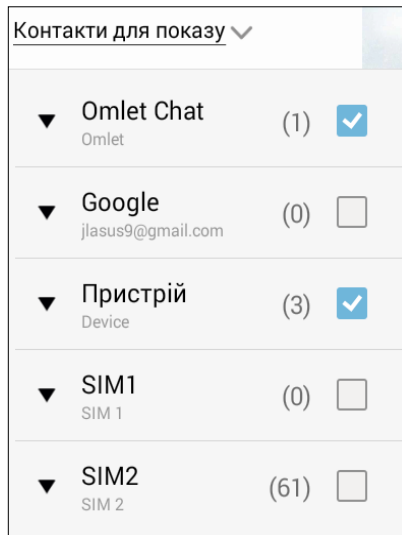 Контакти для показу
Omlet Chat (1)
Omlet
Google (0)
jlasus9@gmail.com
Пристрій (3)
Device
SIM1 (0)
SIM 1
SIM2 (61)
SIM 2